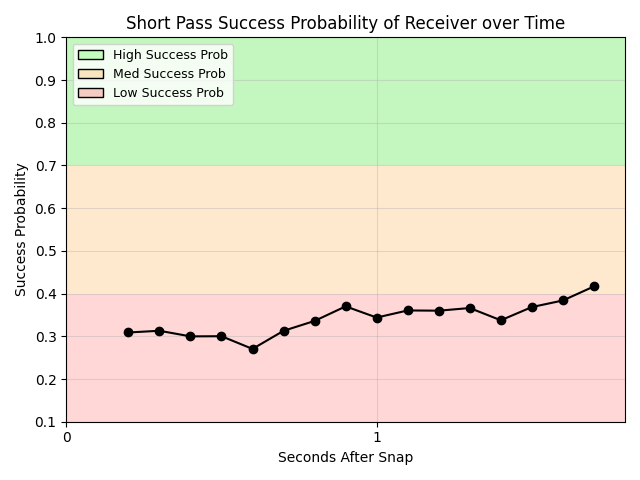 Short Pass Success Probability of Receiver over Time
1.0
High Success Prob
Med Success Prob
Low Success Prob
0.9
0.8
0.7
0.6
0.5
0.4
0.3
0.2
0.1
Success Probability
0
1
Seconds After Snap